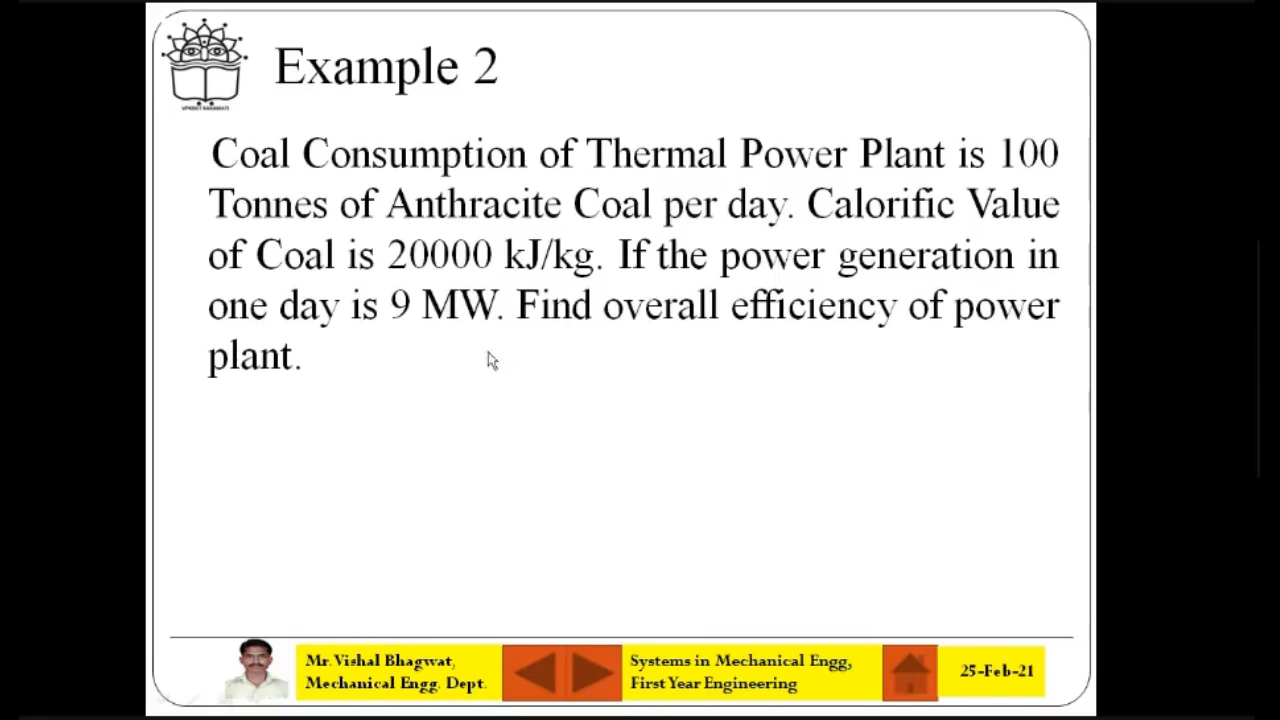 Example 2
Coal Consumption of Thermal Power Plant is 100
Tonnes of Anthracite Coal per day. Calorific Value
of Coal is 20000 kJ/kg. If the power generation in
one day is 9 MW. Find overall efficiency of power
plant.
Mr.Vishal Bhagwat,
Mechanical Engg. Dept.
Systems in Mechanical Engg,
First Year Engineering
25-Feb-21